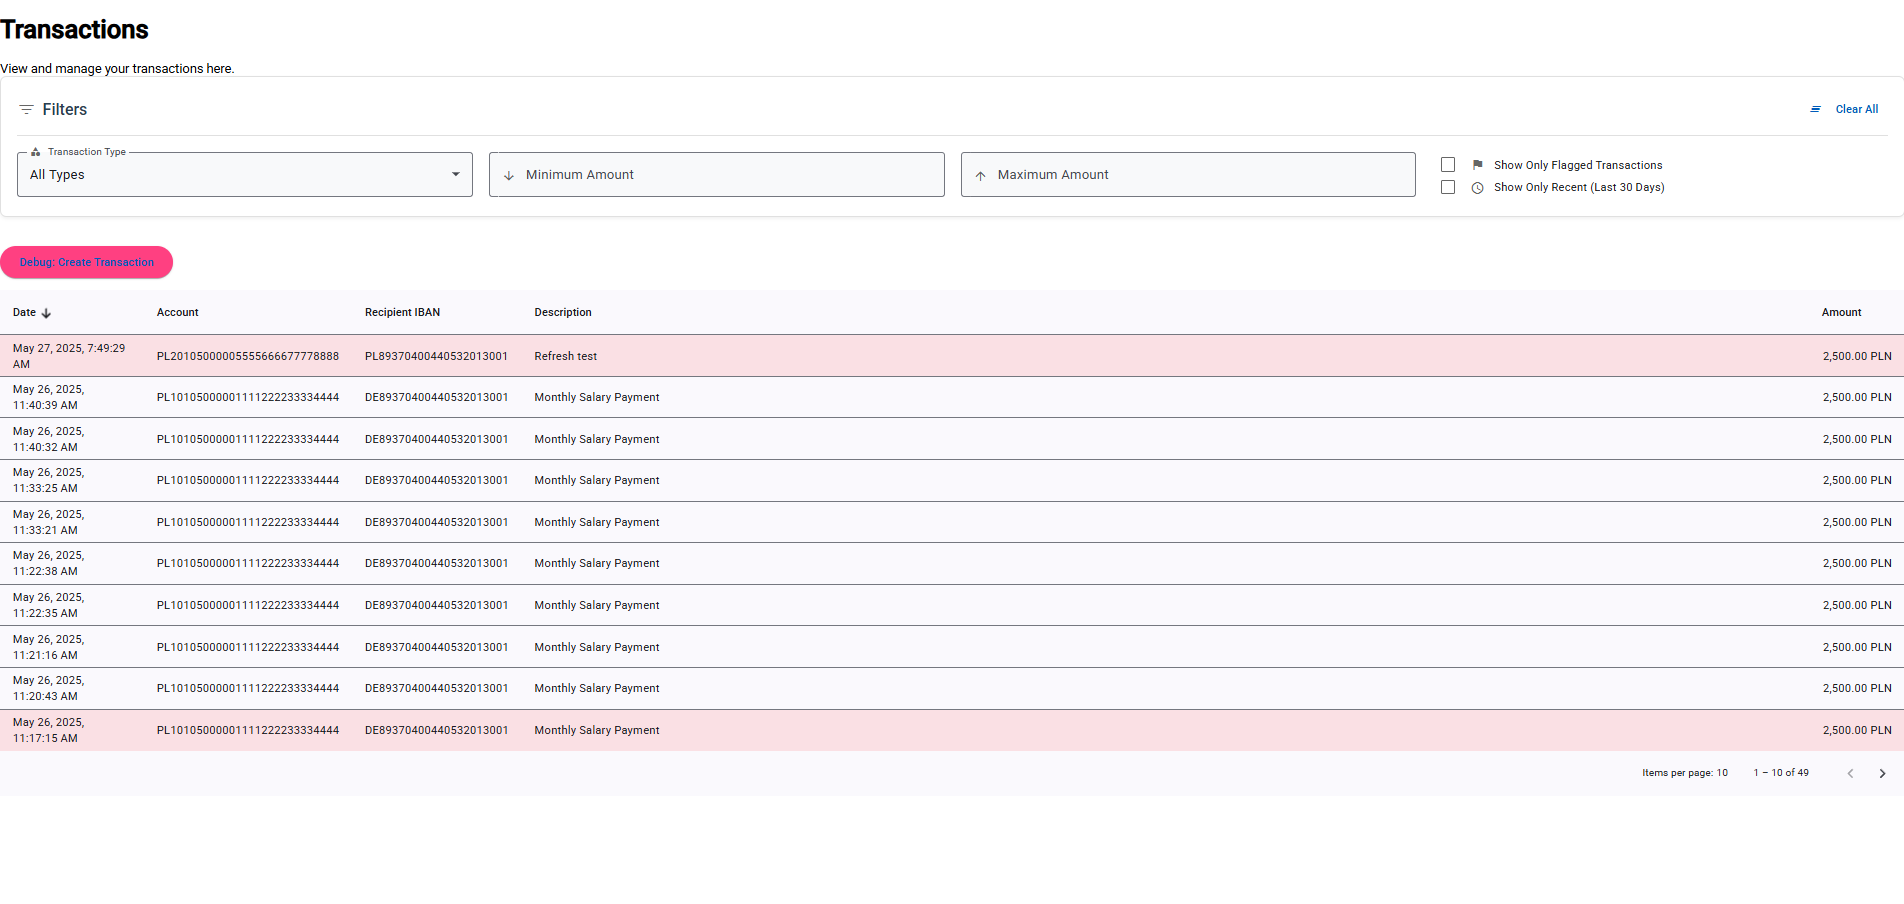 Transactions
View and manage your transactions here.
Filters
Clear All
Transaction Type
All Types
Minimum Amount
Maximum Amount
Show Only Flagged Transactions
Show Only Recent (Last 30 Days)
Debug: Create Transaction
Date Account Recipient IBAN Description Amount
May 27, 2025, 7:49:29
AM
PL20105000005555666677778888 PL89370400440532013001 Refresh test 2,500.00 PLN
May 26, 2025,
11:40:39 AM
PL10105000001111222233334444 DE89370400440532013001 Monthly Salary Payment 2,500.00 PLN
May 26, 2025,
11:40:32 AM
PL10105000001111222233334444 DE89370400440532013001 Monthly Salary Payment 2,500.00 PLN
May 26, 2025,
11:33:25 AM
PL10105000001111222233334444 DE89370400440532013001 Monthly Salary Payment 2,500.00 PLN
May 26, 2025,
11:33:21 AM
PL10105000001111222233334444 DE89370400440532013001 Monthly Salary Payment 2,500.00 PLN
May 26, 2025,
11:22:38 AM
PL10105000001111222233334444 DE89370400440532013001 Monthly Salary Payment 2,500.00 PLN
May 26, 2025,
11:22:35 AM
PL10105000001111222233334444 DE89370400440532013001 Monthly Salary Payment 2,500.00 PLN
May 26, 2025,
11:21:16 AM
PL10105000001111222233334444 DE89370400440532013001 Monthly Salary Payment 2,500.00 PLN
May 26, 2025,
11:20:43 AM
PL10105000001111222233334444 DE89370400440532013001 Monthly Salary Payment 2,500.00 PLN
May 26, 2025,
11:17:15 AM
PL10105000001111222233334444 DE89370400440532013001 Monthly Salary Payment 2,500.00 PLN
Items per page: 10 1 – 10 of 49